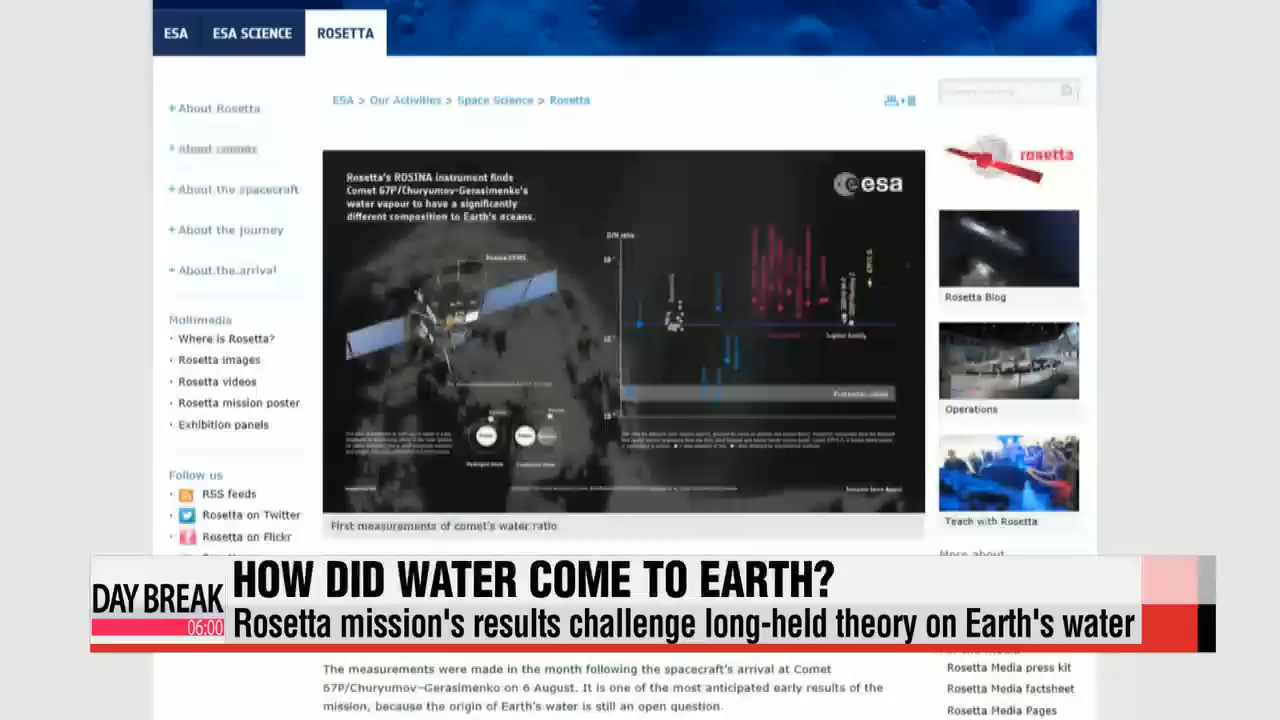 ESA
ESA SCIENCE
ROSETTA
+ About Rosetta
+ About comets
+ About the spacecraft
+ About the journey
+ About the arrival
Multimedia
· Where is Rosetta?
· Rosetta images
· Rosetta videos
· Rosetta mission poster
· Exhibition panels
Follow us
· RSS feeds
· Rosetta on Twitter
· Rosetta on Flickr
ESA > Our Activities > Space Science > Rosetta
Rosetta's ROSINA instrument finds
Comet 67P/Churyumov-Gerasimenko's
water vapour to have a significantly
different composition to Earth's oceans.
esa
D/H ratio
First measurements of comet's water ratio
rosetta
Rosetta Blog
Operations
Teach with Rosetta
More about
DAY BREAK
06:00
HOW DID WATER COME TO EARTH?
Rosetta mission's results challenge long-held theory on Earth's water
The measurements were made in the month following the spacecraft's arrival at Comet
67P/Churyumov-Gerasimenko on 6 August. It is one of the most anticipated early results of the
mission, because the origin of Earth's water is still an open question.
Rosetta Media press kit
Rosetta Media factsheet
Rosetta Media Pages